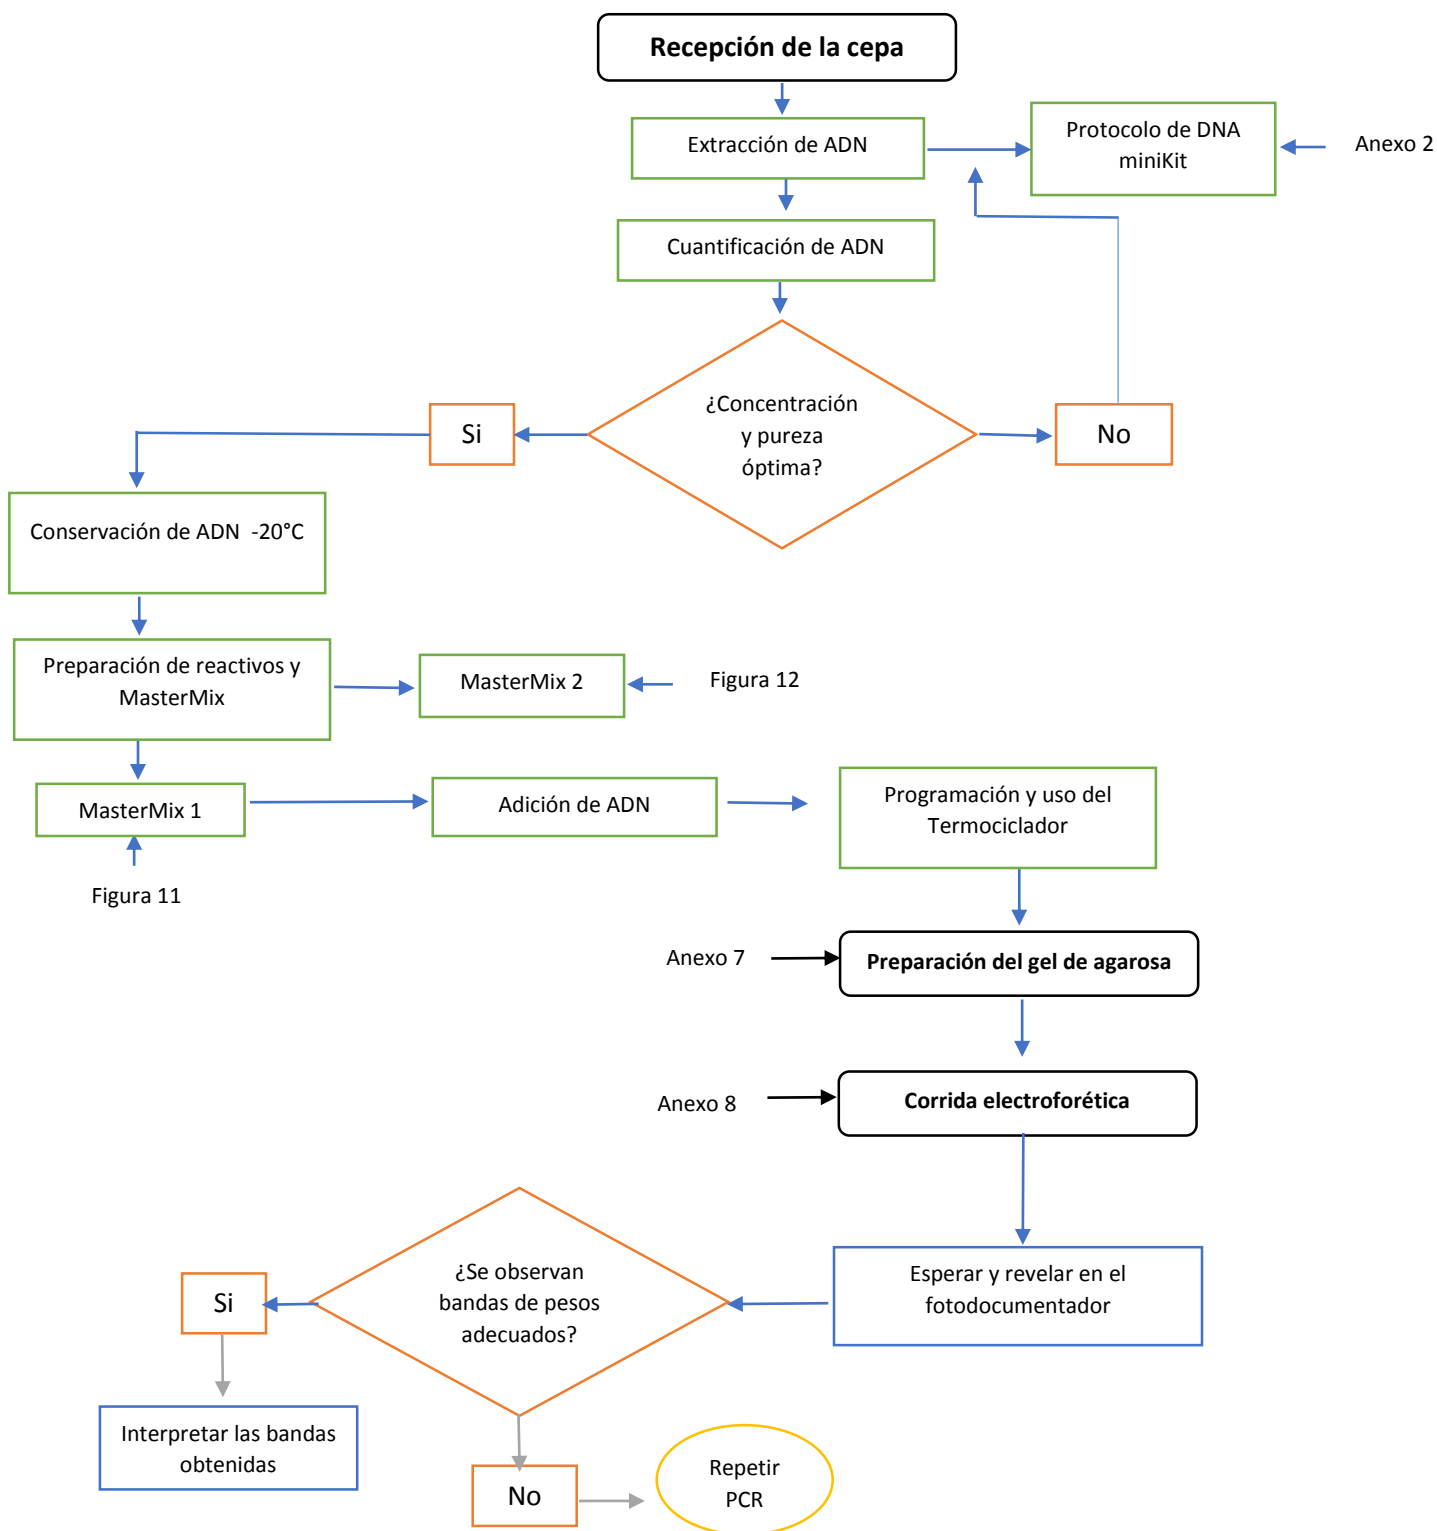 Recepción de la cepa
Extracción de ADN
Protocolo de DNA
miniKit
Anexo 2
Cuantificación de ADN
¿Concentración
y pureza
óptima?
Si
No
Conservación de ADN -20°C
Preparación de reactivos y
MasterMix
MasterMix 2
Figura 12
MasterMix 1
Adición de ADN
Programación y uso del
Termociclador
Figura 11
Anexo 7
Preparación del gel de agarosa
Anexo 8
Corrida electroforética
Esperar y revelar en el
fotodocumentador
¿Se observan
bandas de pesos
adecuados?
Si
Interpretar las bandas
obtenidas
No
Repetir
PCR